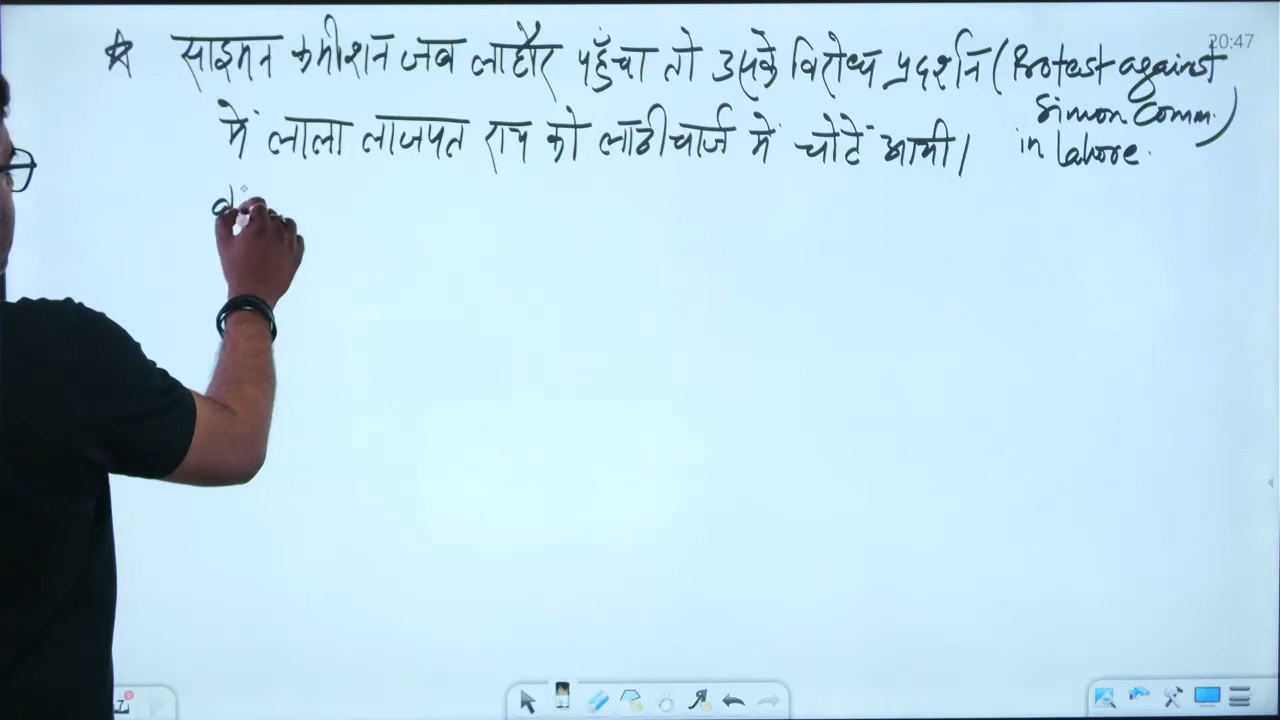 20:47
☆ साइमन कमीशन जब लाहौर पहुँचा तो उसके विरोध प्रदर्शन (Protest against
Simon Comm.)
में लाला लाजपत राय को लाठीचार्ज में चोटें आयी। in Lahore.